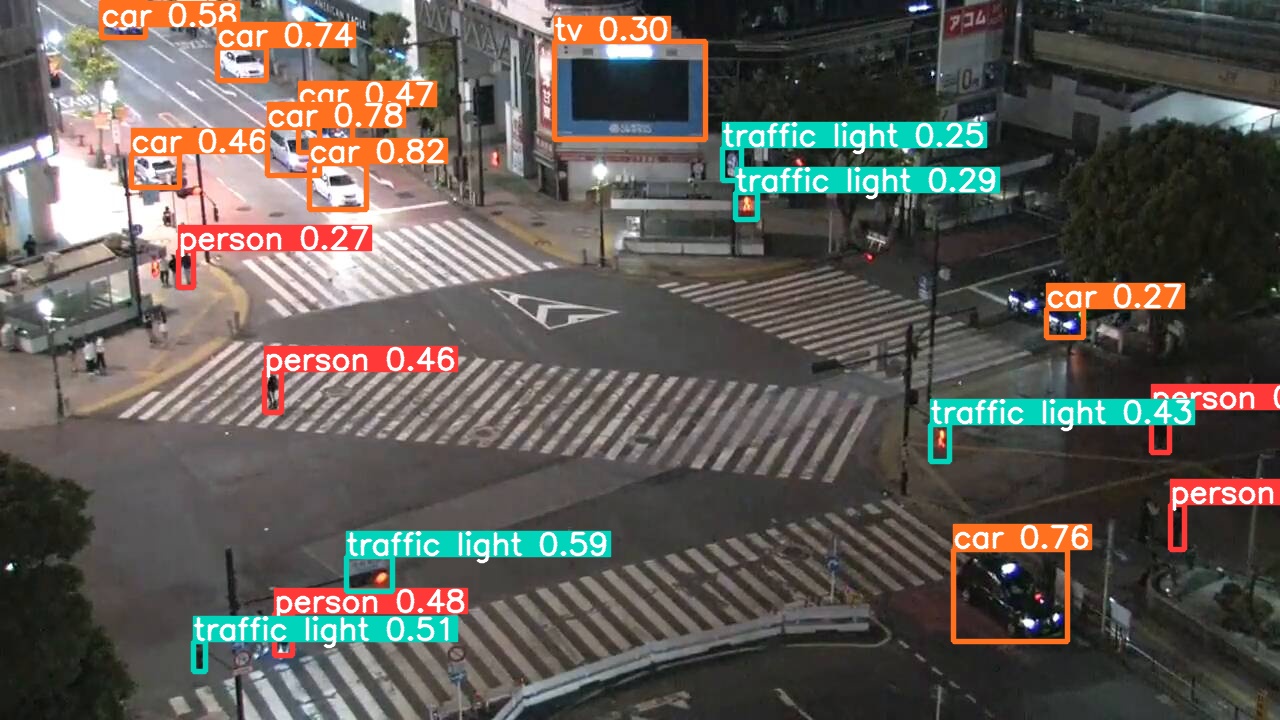 car 0.58
car 0.74
AMERICAN EAGLE
tv 0.30
アコム
car 0.47
car 0.78
car 0.46
car 0.82
traffic light 0.25
traffic light 0.29
person 0.27
car 0.27
person 0.46
person
traffic light 0.43
person
car 0.76
traffic light 0.59
person 0.48
traffic light 0.51